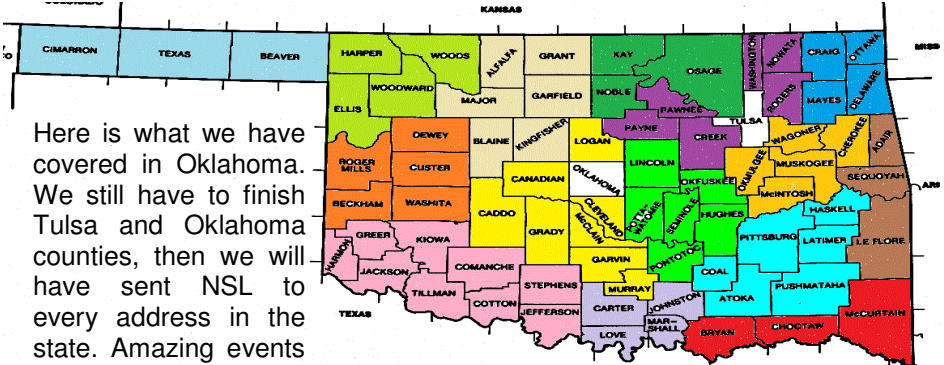 KANSAS
CIMARRON TEXAS BEAVER HARPER WOODS ALFALFA GRANT KAY OSAGE WASHINGTON NOWATA CRAIG OTTAWA
ELLIS WOODWARD MAJOR GARFIELD NOBLE PAWNEE ROGERS MAYES DELAWARE
DEWEY BLAINE KINGFISHER LOGAN PAYNE CREEK TULSA WAGONER CHEROKEE ADAIR
ROGER MILLS CUSTER CANADIAN OKLAHOMA LINCOLN OKFUSKEE OKMULGEE MUSKOGEE SEQUOYAH
BECKHAM WASHITA CADDO GRADY CLEVELAND McCLAIN POTTA-WATOMIE SEMINOLE HUGHES McINTOSH HASKELL
HARMON GREER KIOWA COMANCHE GARVIN PONTOTOC PITTSBURG LATIMER LE FLORE
JACKSON TILLMAN COTTON STEPHENS JEFFERSON MURRAY CARTER JOHNSTON COAL ATOKA PUSHMATAHA McCURTAIN
TEXAS LOVE MAR-SHALL BRYAN CHOCTAW
Here is what we have
covered in Oklahoma.
We still have to finish
Tulsa and Oklahoma
counties, then we will
have sent NSL to
every address in the
state. Amazing events